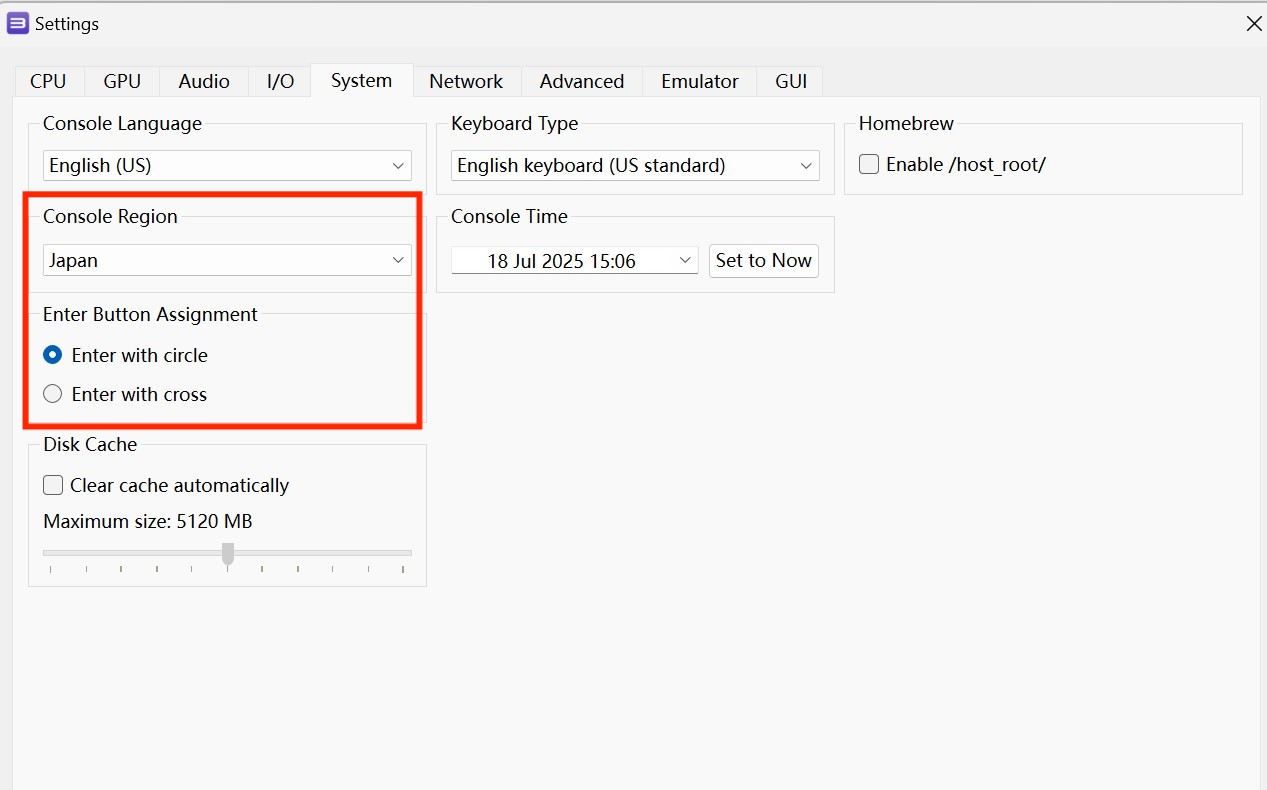 Settings
CPU GPU Audio I/O System Network Advanced Emulator GUI
Console Language
English (US)
Keyboard Type
English keyboard (US standard)
Homebrew
Enable /host_root/
Console Region
Japan
Console Time
18 Jul 2025 15:06 Set to Now
Enter Button Assignment
Enter with circle
Enter with cross
Disk Cache
Clear cache automatically
Maximum size: 5120 MB